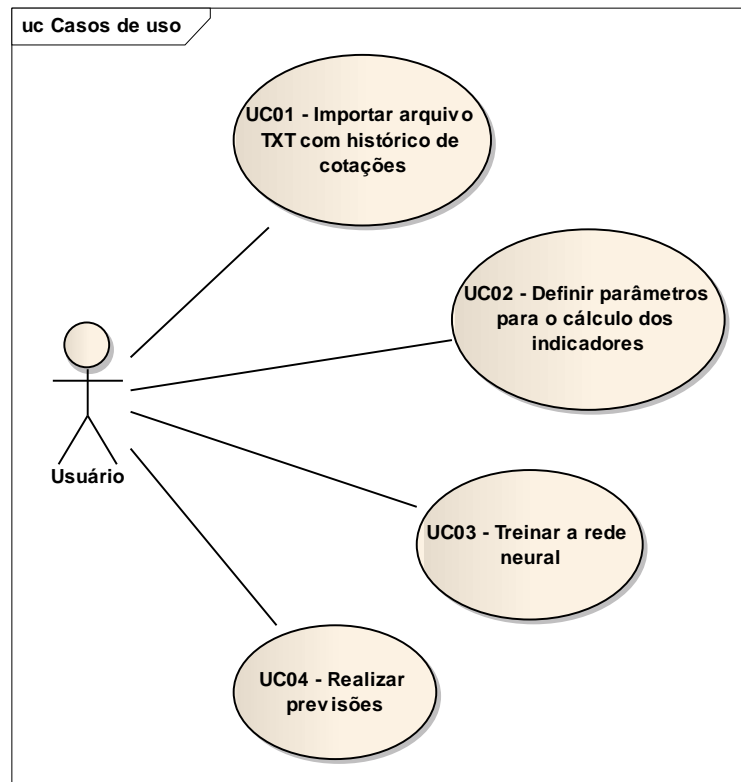 uc Casos de uso
UC01 - Importar arquivo
TXT com histórico de
cotações
UC02 - Definir parâmetros
para o cálculo dos
indicadores
Usuário
UC03 - Treinar a rede
neural
UC04 - Realizar
previsões